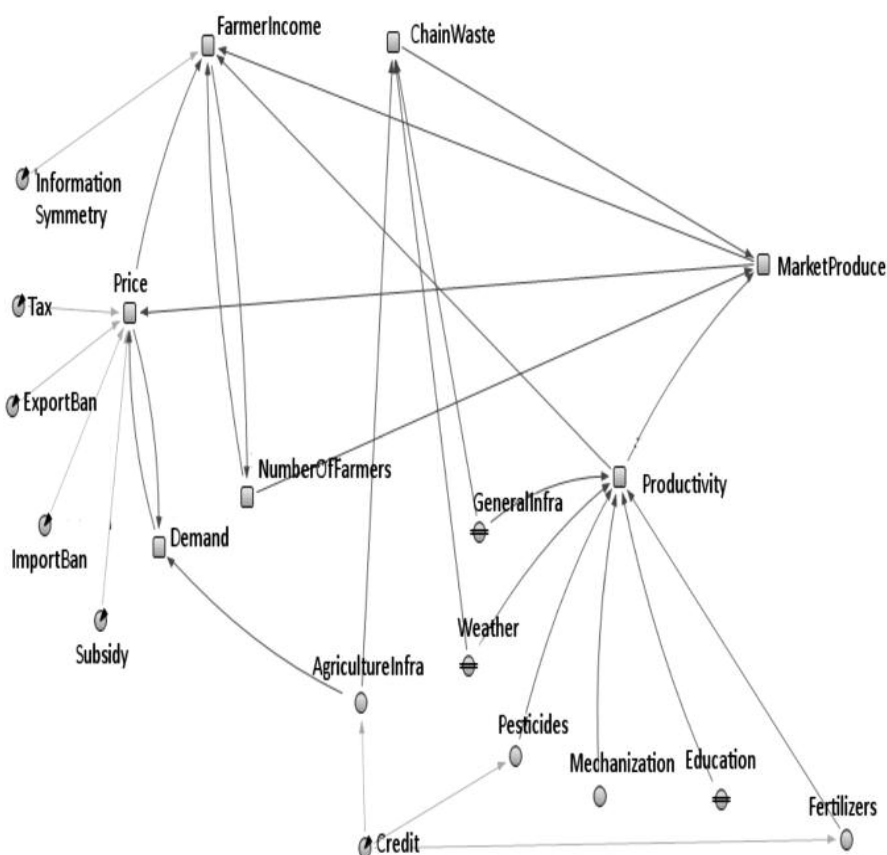 FarmerIncome
ChainWaste
Information
Symmetry
MarketProduce
Price
Tax
ExportBan
NumberOfFarmers
Productivity
GeneralInfra
Demand
ImportBan
Weather
Subsidy
AgricultureInfra
Pesticides
Mechanization
Education
Fertilizers
Credit